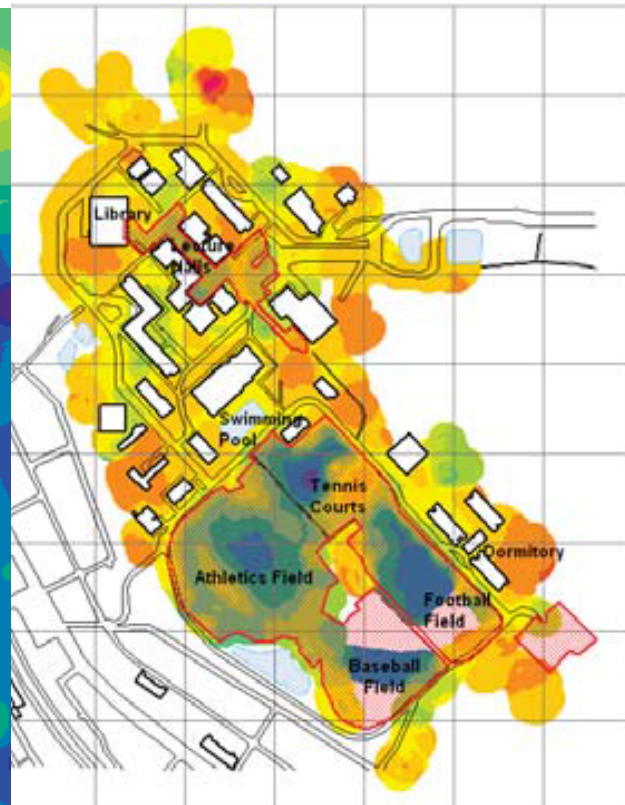 Library
Lecture
Halls
Swimming
Pool
Tennis
Courts
Dormitory
Athletics Field
Football
Field
Baseball
Field